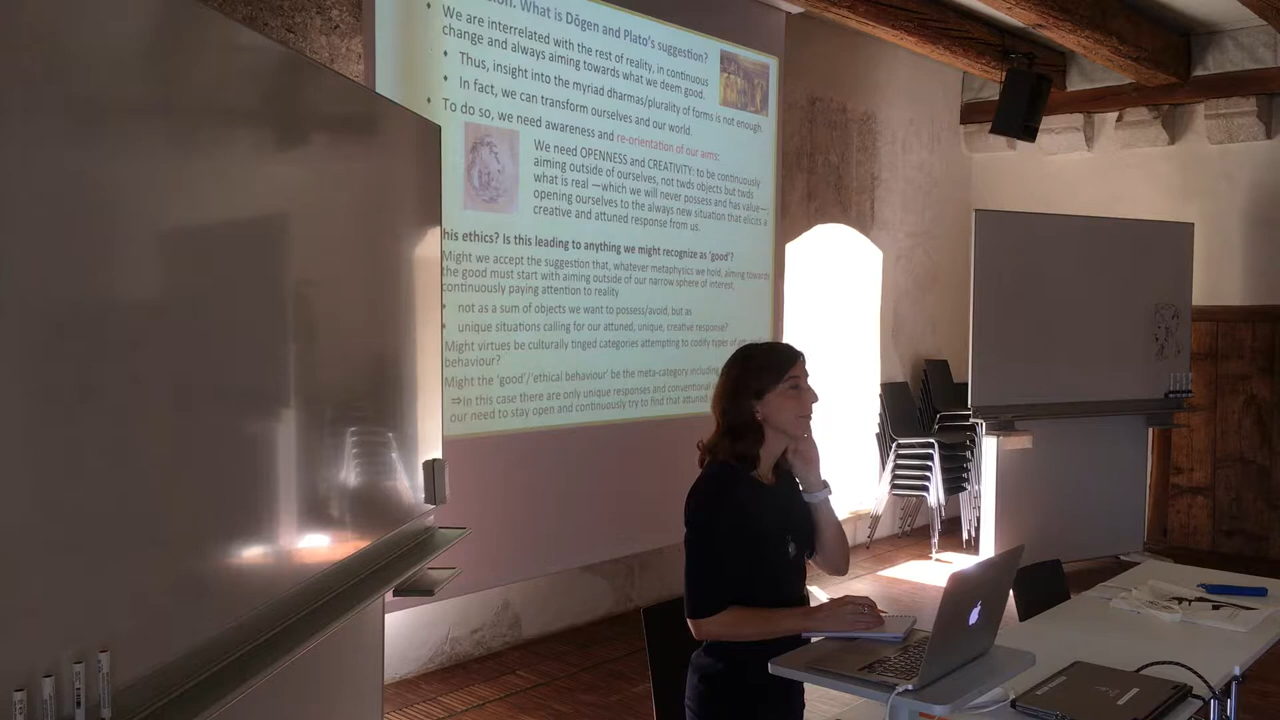 What is Dōgen and Plato's suggestion?
• We are interrelated with the rest of reality, in continuous
change and always aiming towards what we deem good.
• Thus, insight into the myriad dharmas/plurality of forms is not enough.
• In fact, we can transform ourselves and our world.
• To do so, we need awareness and re-orientation of our aims:
We need OPENNESS and CREATIVITY: to be continuously
aiming outside of ourselves, not twds objects but twds
what is real —which we will never possess and has value—,
opening ourselves to the always new situation that elicits a
creative and attuned response from us.
his ethics? Is this leading to anything we might recognize as 'good'?
Might we accept the suggestion that, whatever metaphysics we hold, aiming towards
the good must start with aiming outside of our narrow sphere of interest,
continuously paying attention to reality
• not as a sum of objects we want to possess/avoid, but as
• unique situations calling for our attuned, unique, creative response?
Might virtues be culturally tinged categories attempting to codify types of
behaviour?
Might the 'good'/'ethical behaviour' be the meta-category including
⇒In this case there are only unique responses and conventional
our need to stay open and continuously try to find that attuned